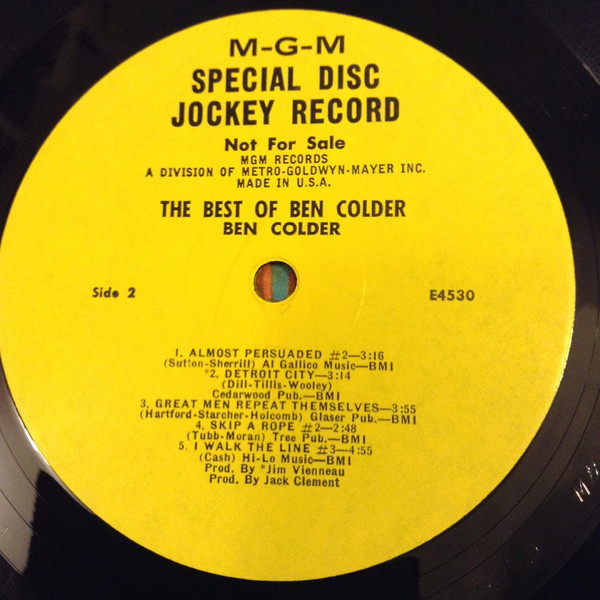 M-G-M
SPECIAL DISC
JOCKEY RECORD
Not For Sale
MGM RECORDS
A DIVISION OF METRO-GOLDWYN-MAYER INC.
MADE IN U.S.A.
THE BEST OF BEN COLDER
BEN COLDER
Side 2
E4530
1. ALMOST PERSUADED #2—3:16
(Sutton-Sherrill) Al Gallico Music—BMI
*2. DETROIT CITY—3:14
(Dill-Tillis-Wooley)
Cedarwood Pub.—BMI
3. GREAT MEN REPEAT THEMSELVES—3:55
(Hartford-Starcher-Holcomb) Glaser Pub.—BMI
4. SKIP A ROPE #2—2:48
(Tubb-Moran) Tree Pub.—BMI
5. I WALK THE LINE #3—4:55
(Cash) Hi-Lo Music—BMI
Prod. By *Jim Vienneau
Prod. By Jack Clement